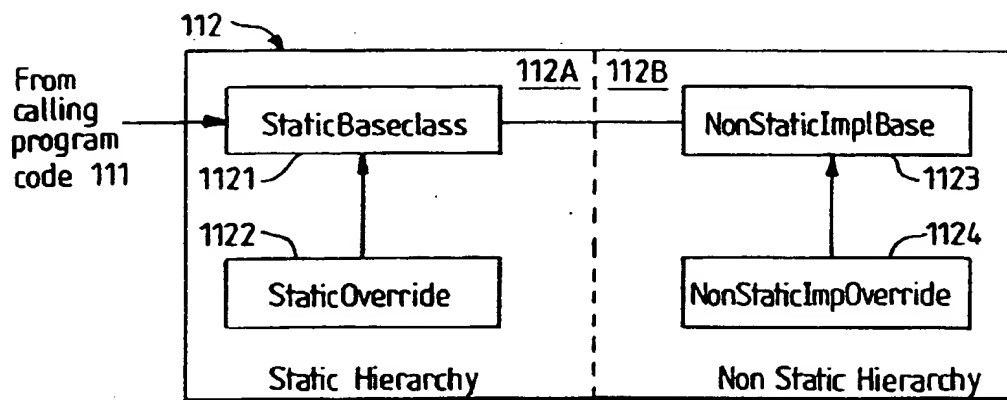 112
112A
112B
From
calling
program
code 111
StaticBaseclass
NonStaticImplBase
1121
1123
1122
1124
StaticOverride
NonStaticImpOverride
Static Hierarchy
Non Static Hierarchy